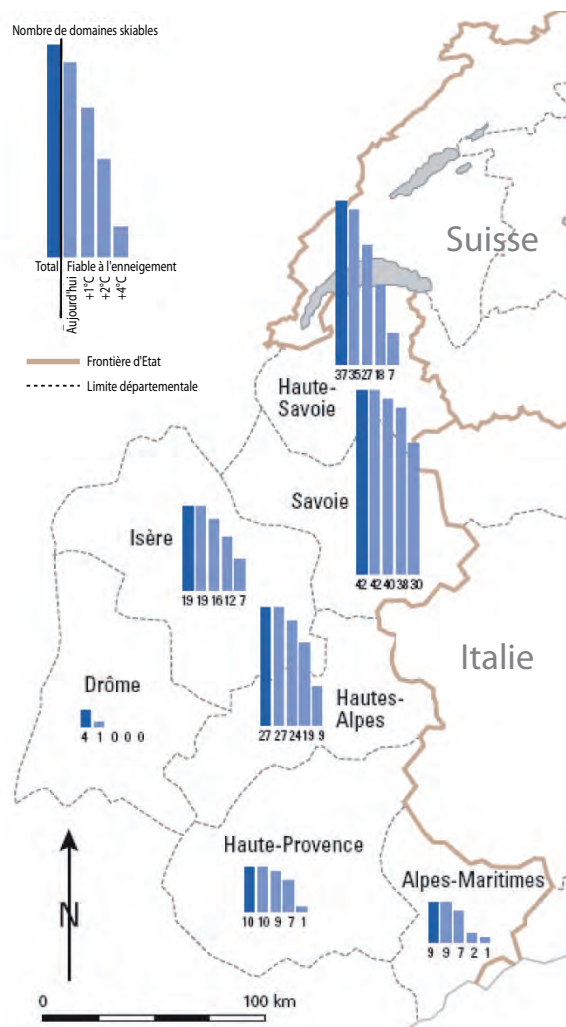 Nombre de domaines skiables
Total
Fiable à l'enneigement
Aujourd'hui
+1°C
+2°C
+4°C
Frontière d'Etat
Limite départementale
Suisse
37 35 27 18 7
Haute-
Savoie
Savoie
42 42 40 38 30
Isère
19 19 16 12 7
Italie
Drôme
4 1 0 0 0
Hautes-
Alpes
27 27 24 19 9
Haute-Provence
10 10 9 7 1
Alpes-Maritimes
9 9 7 2 1
N
0 100 km